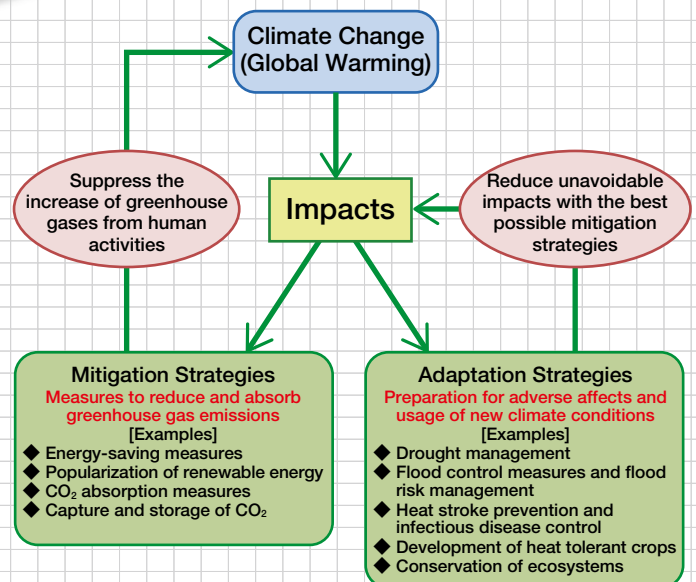 Climate Change
(Global Warming)
Suppress the
increase of greenhouse
gases from human
activities
Impacts
Reduce unavoidable
impacts with the best
possible mitigation
strategies
Mitigation Strategies
Measures to reduce and absorb
greenhouse gas emissions
[Examples]
◆ Energy-saving measures
◆ Popularization of renewable energy
◆ CO₂ absorption measures
◆ Capture and storage of CO₂
Adaptation Strategies
Preparation for adverse affects and
usage of new climate conditions
[Examples]
◆ Drought management
◆ Flood control measures and flood
risk management
◆ Heat stroke prevention and
infectious disease control
◆ Development of heat tolerant crops
◆ Conservation of ecosystems